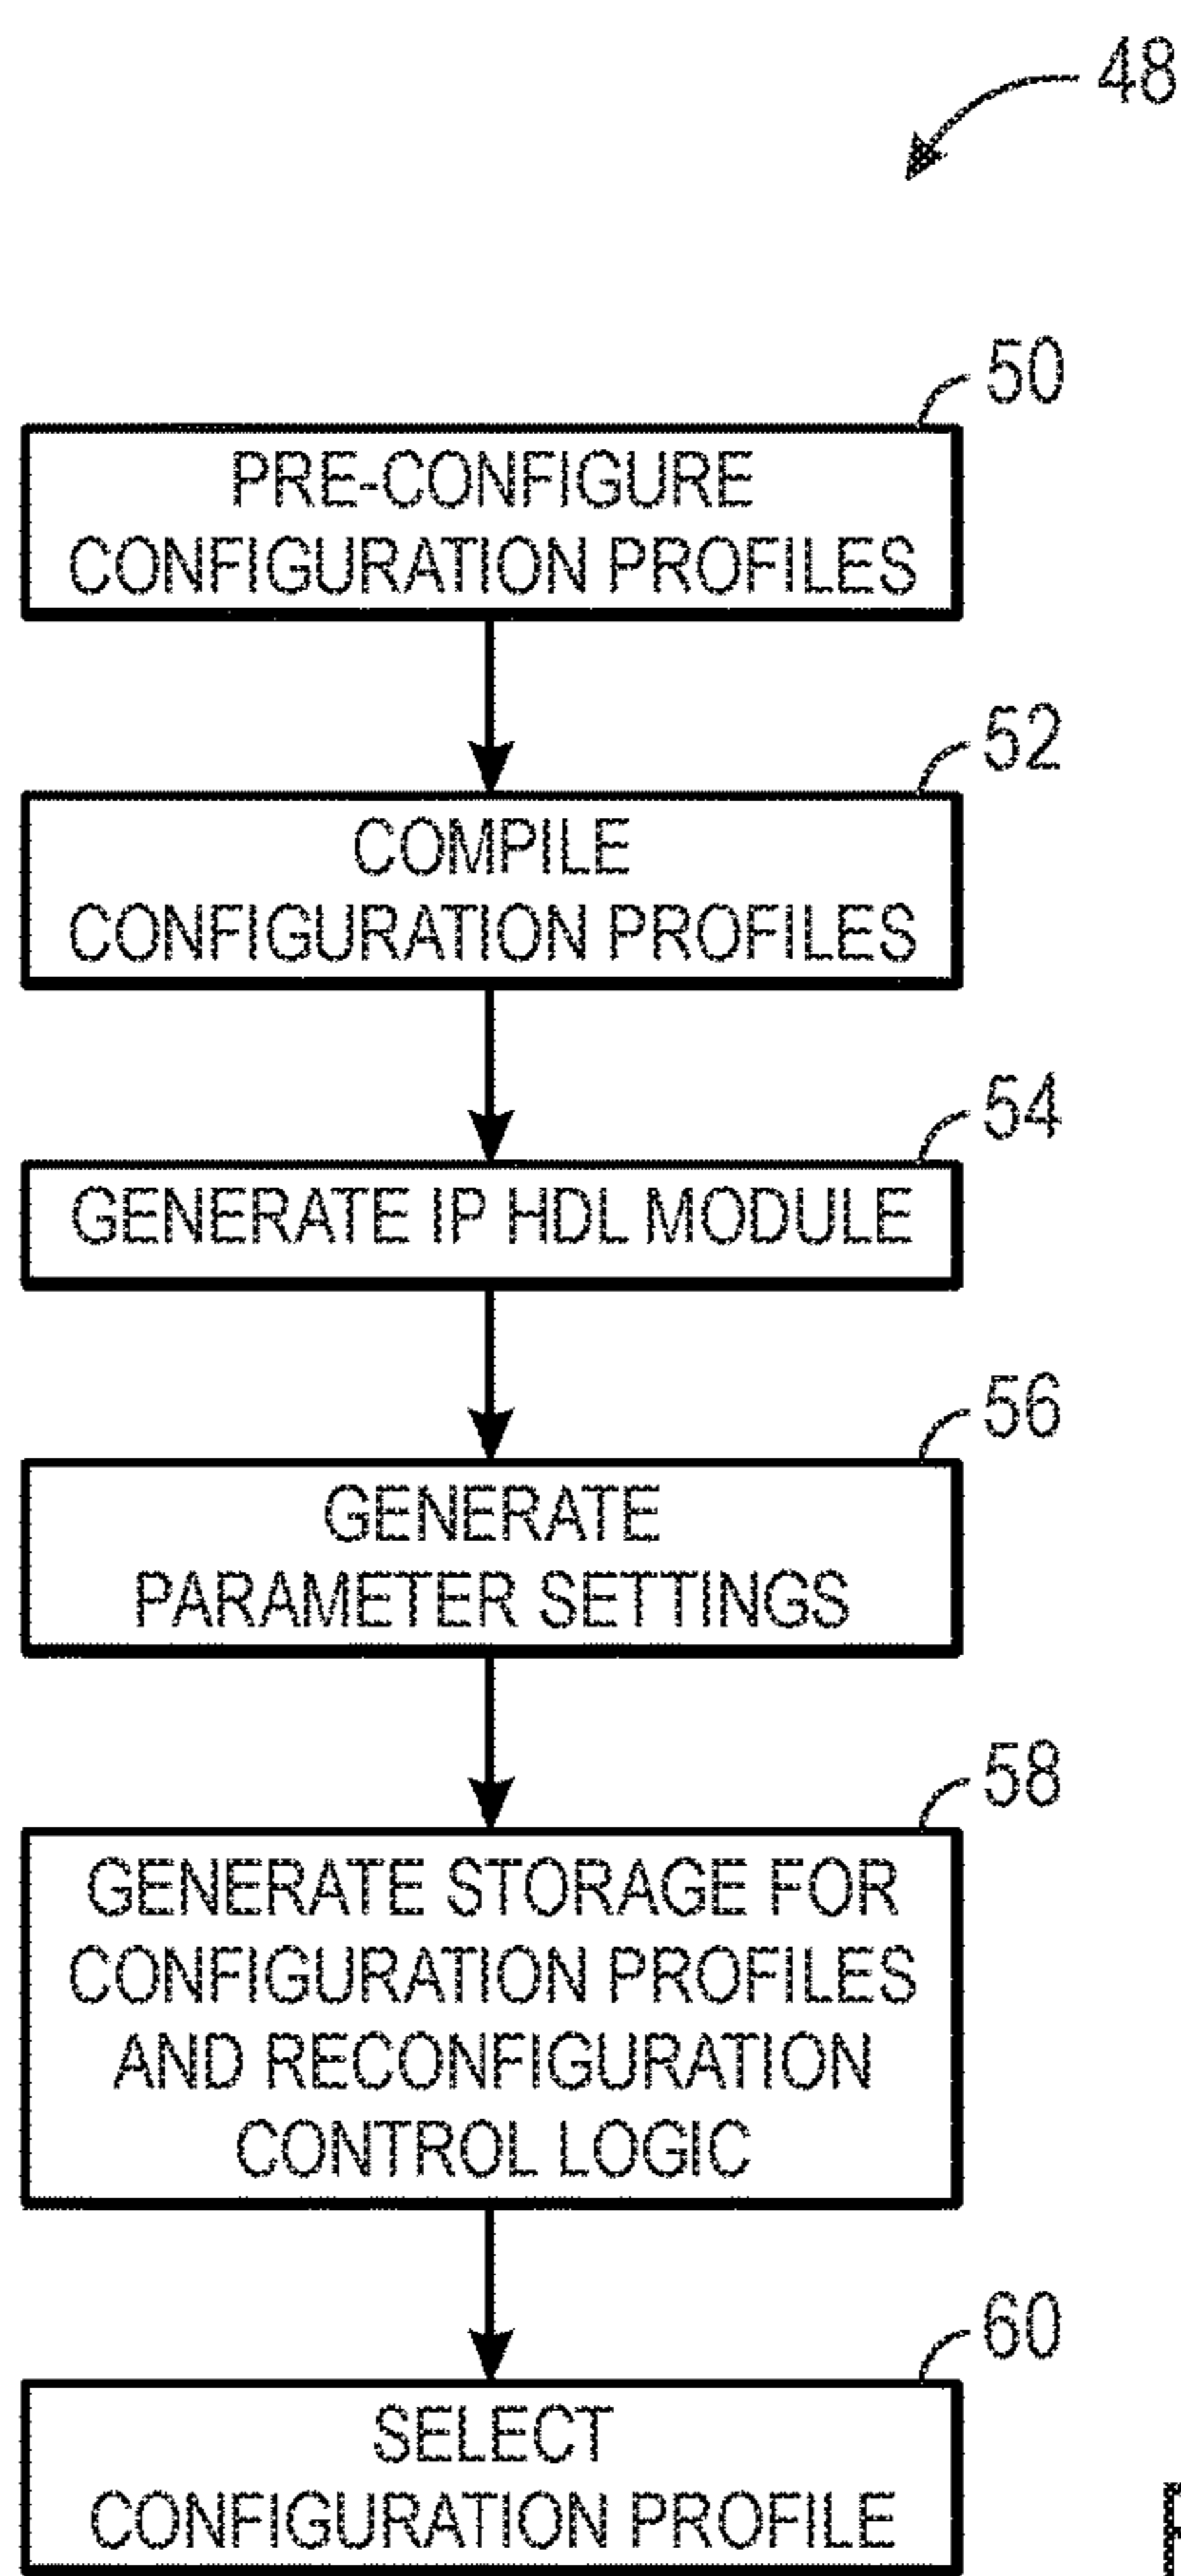 48
50
PRE-CONFIGURE
CONFIGURATION PROFILES
52
COMPILE
CONFIGURATION PROFILES
54
GENERATE IP HDL MODULE
56
GENERATE
PARAMETER SETTINGS
58
GENERATE STORAGE FOR
CONFIGURATION PROFILES
AND RECONFIGURATION
CONTROL LOGIC
60
SELECT
CONFIGURATION PROFILE